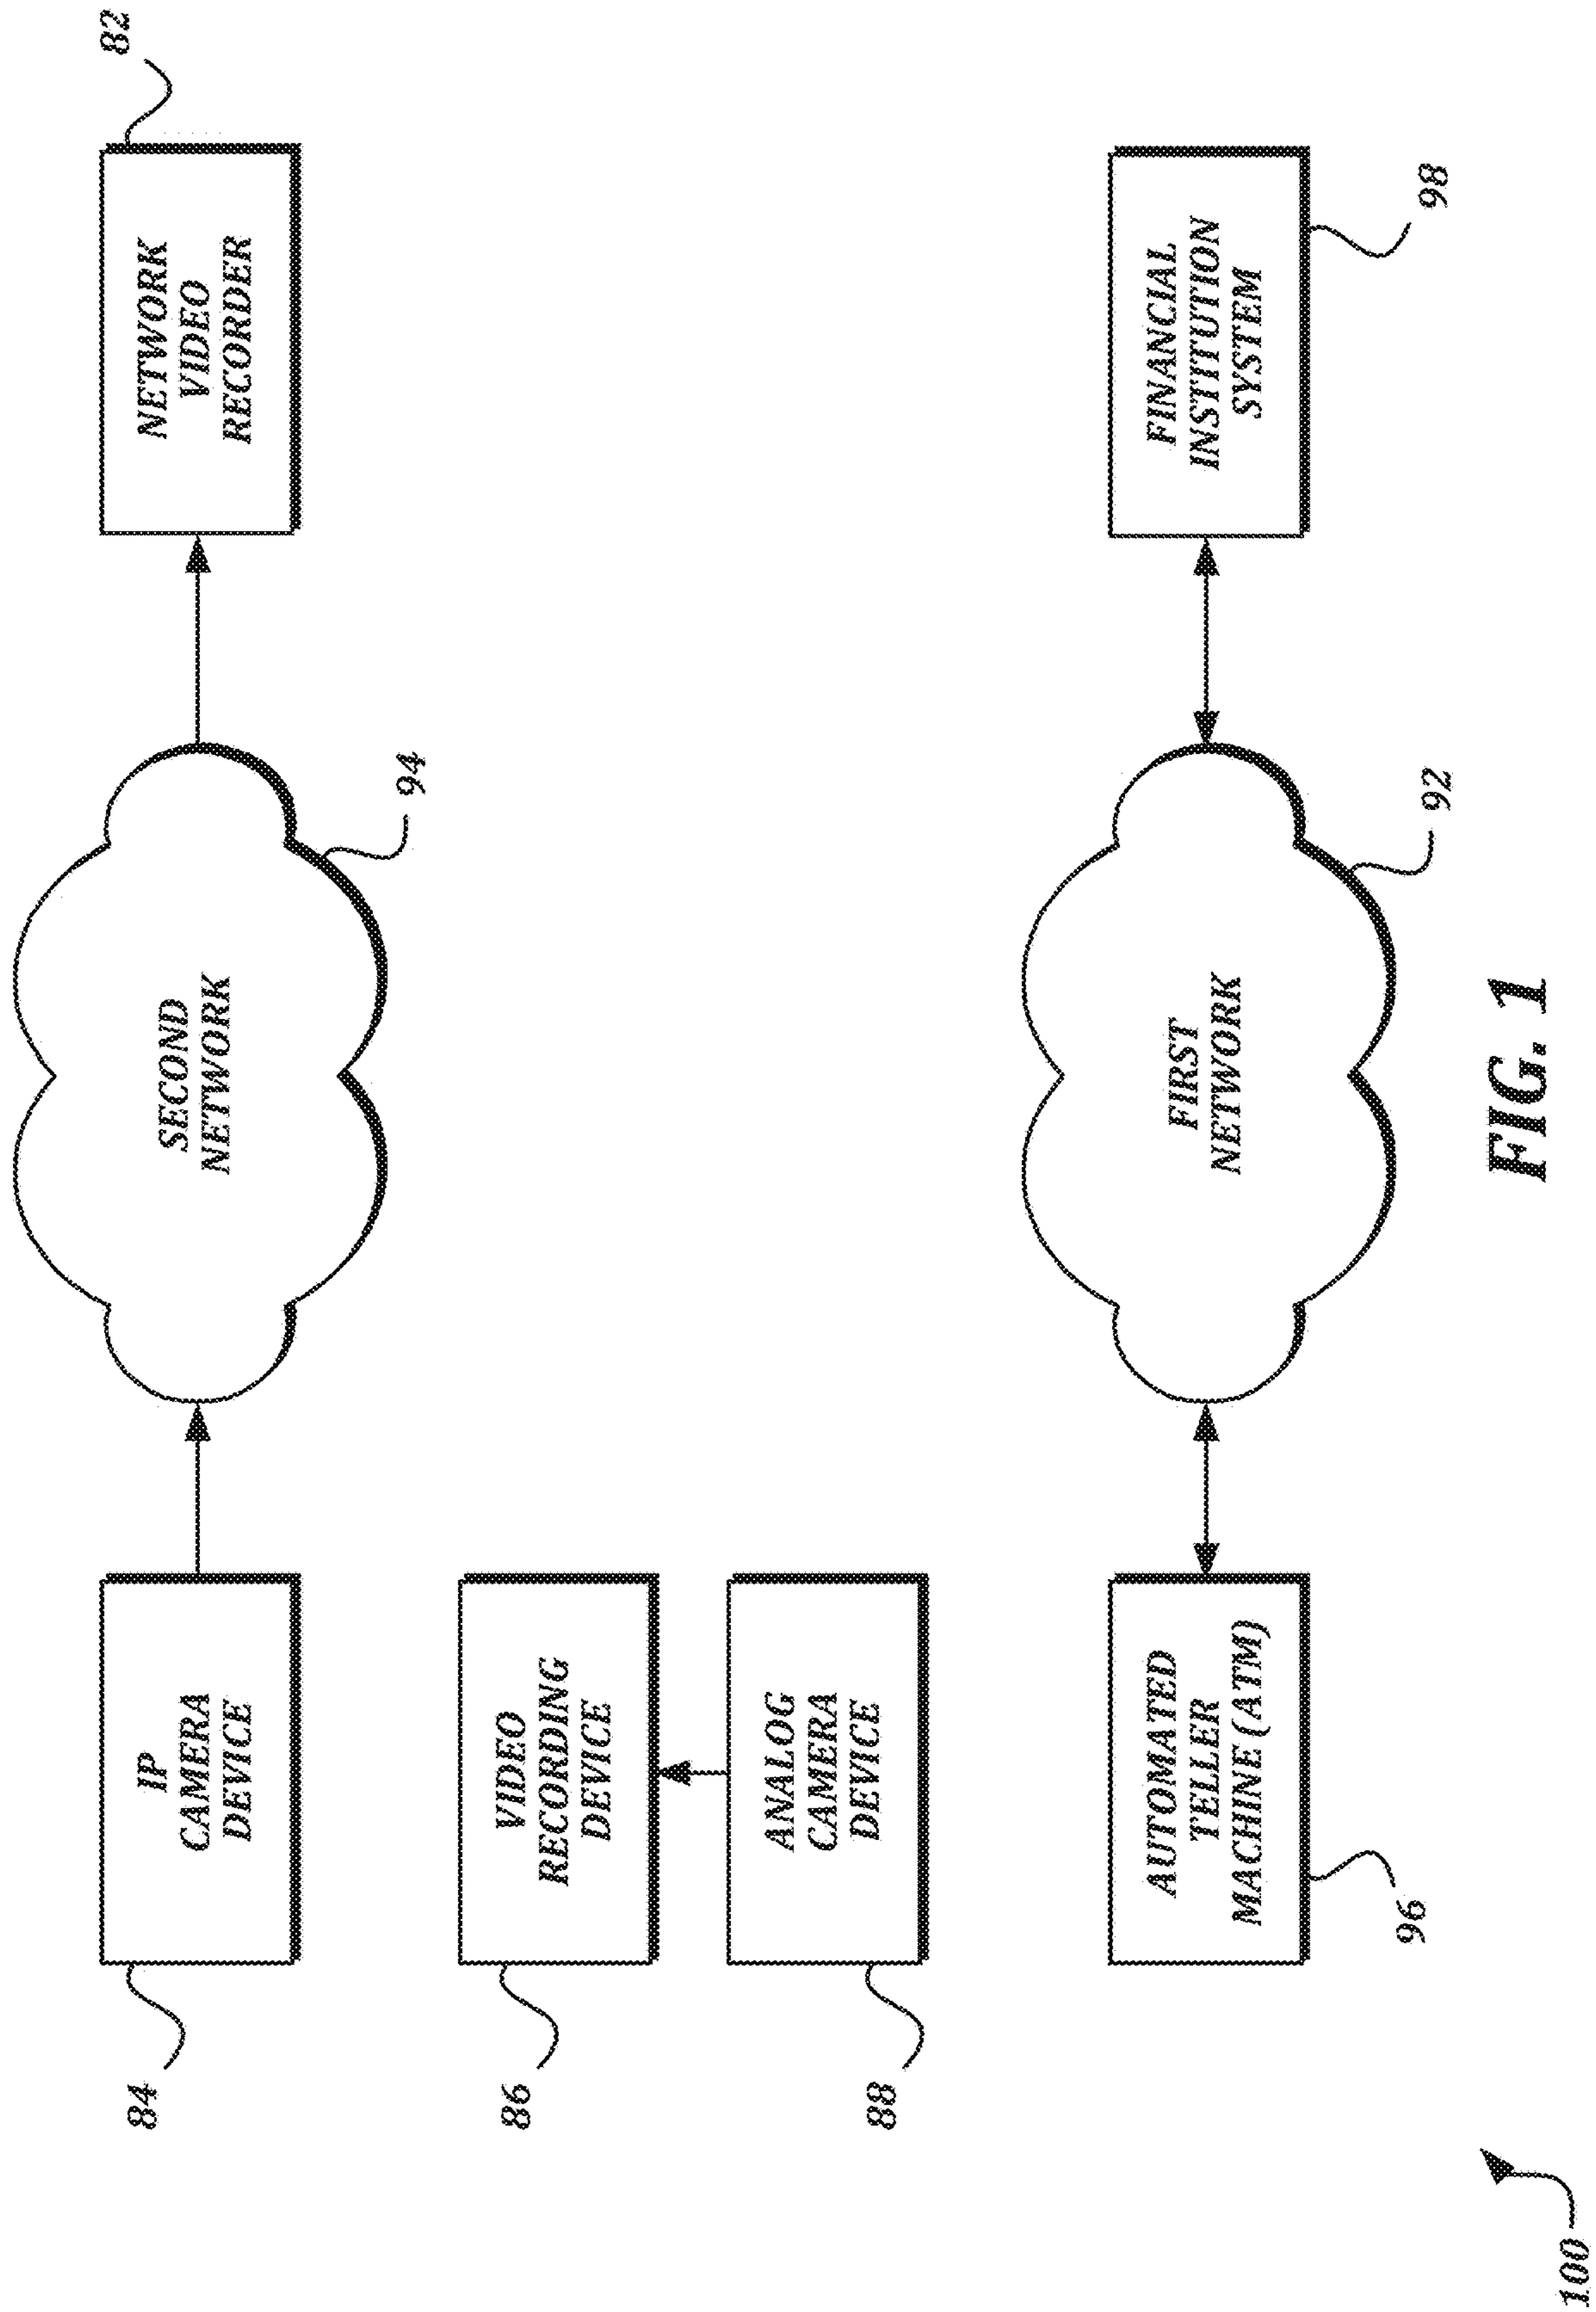 84
IP
CAMERA
DEVICE
SECOND
NETWORK
94
NETWORK
VIDEO
RECORDER
82
86
VIDEO
RECORDING
DEVICE
88
ANALOG
CAMERA
DEVICE
AUTOMATED
TELLER
MACHINE (ATM)
96
FIRST
NETWORK
92
FINANCIAL
INSTITUTION
SYSTEM
98
100
FIG. 1